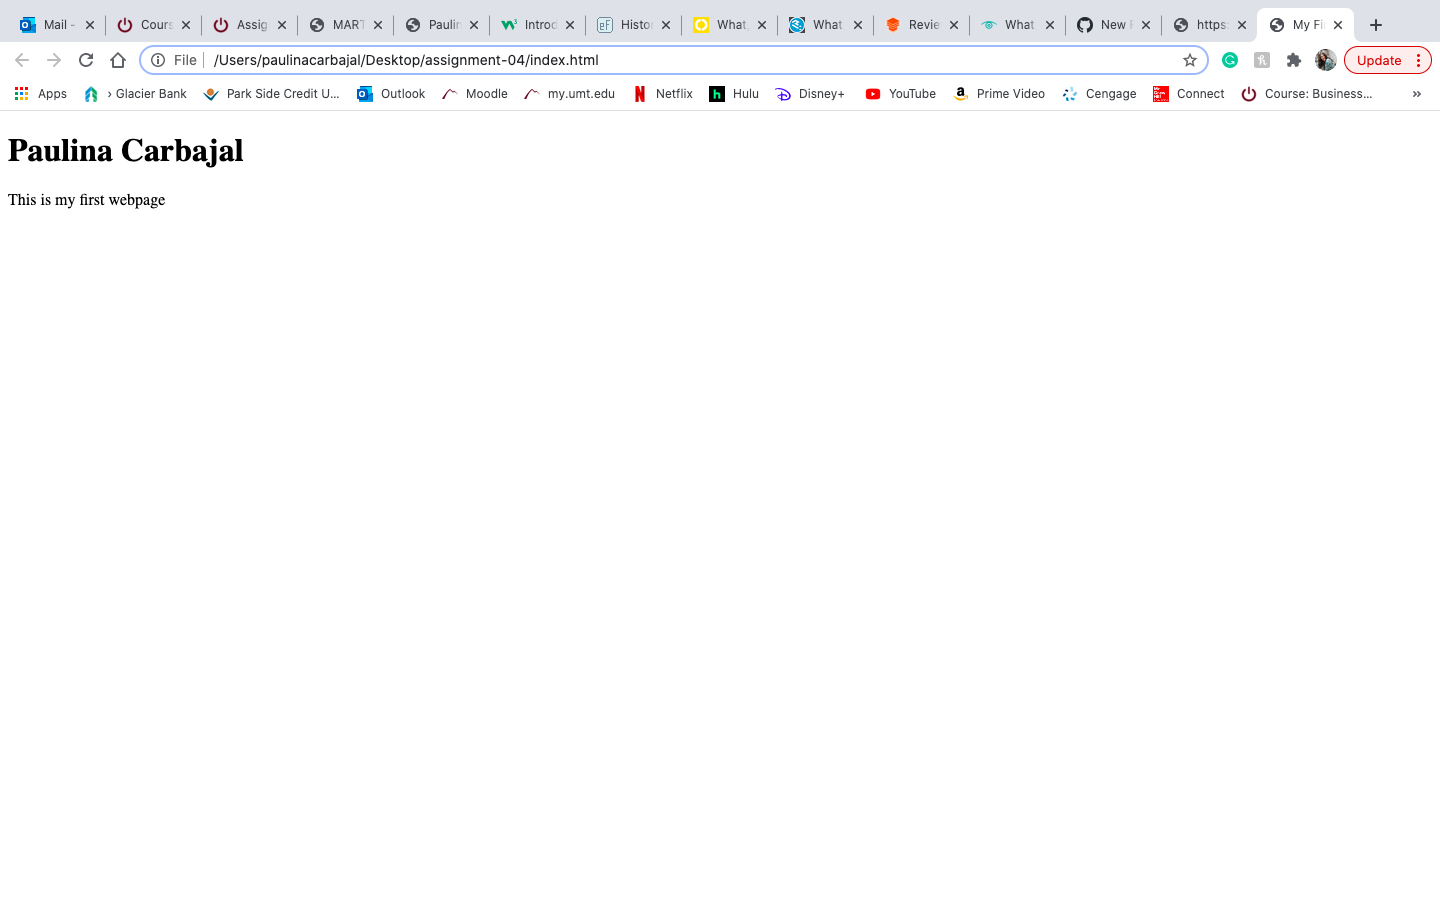 Mail - Cours Assig MART Paulin Introd Histor What, What Revie What New R https: My Fi
File /Users/paulinacarbajal/Desktop/assignment-04/index.html Update
Apps › Glacier Bank Park Side Credit U... Outlook Moodle my.umt.edu Netflix Hulu Disney+ YouTube Prime Video Cengage Connect Course: Business... »
Paulina Carbajal
This is my first webpage